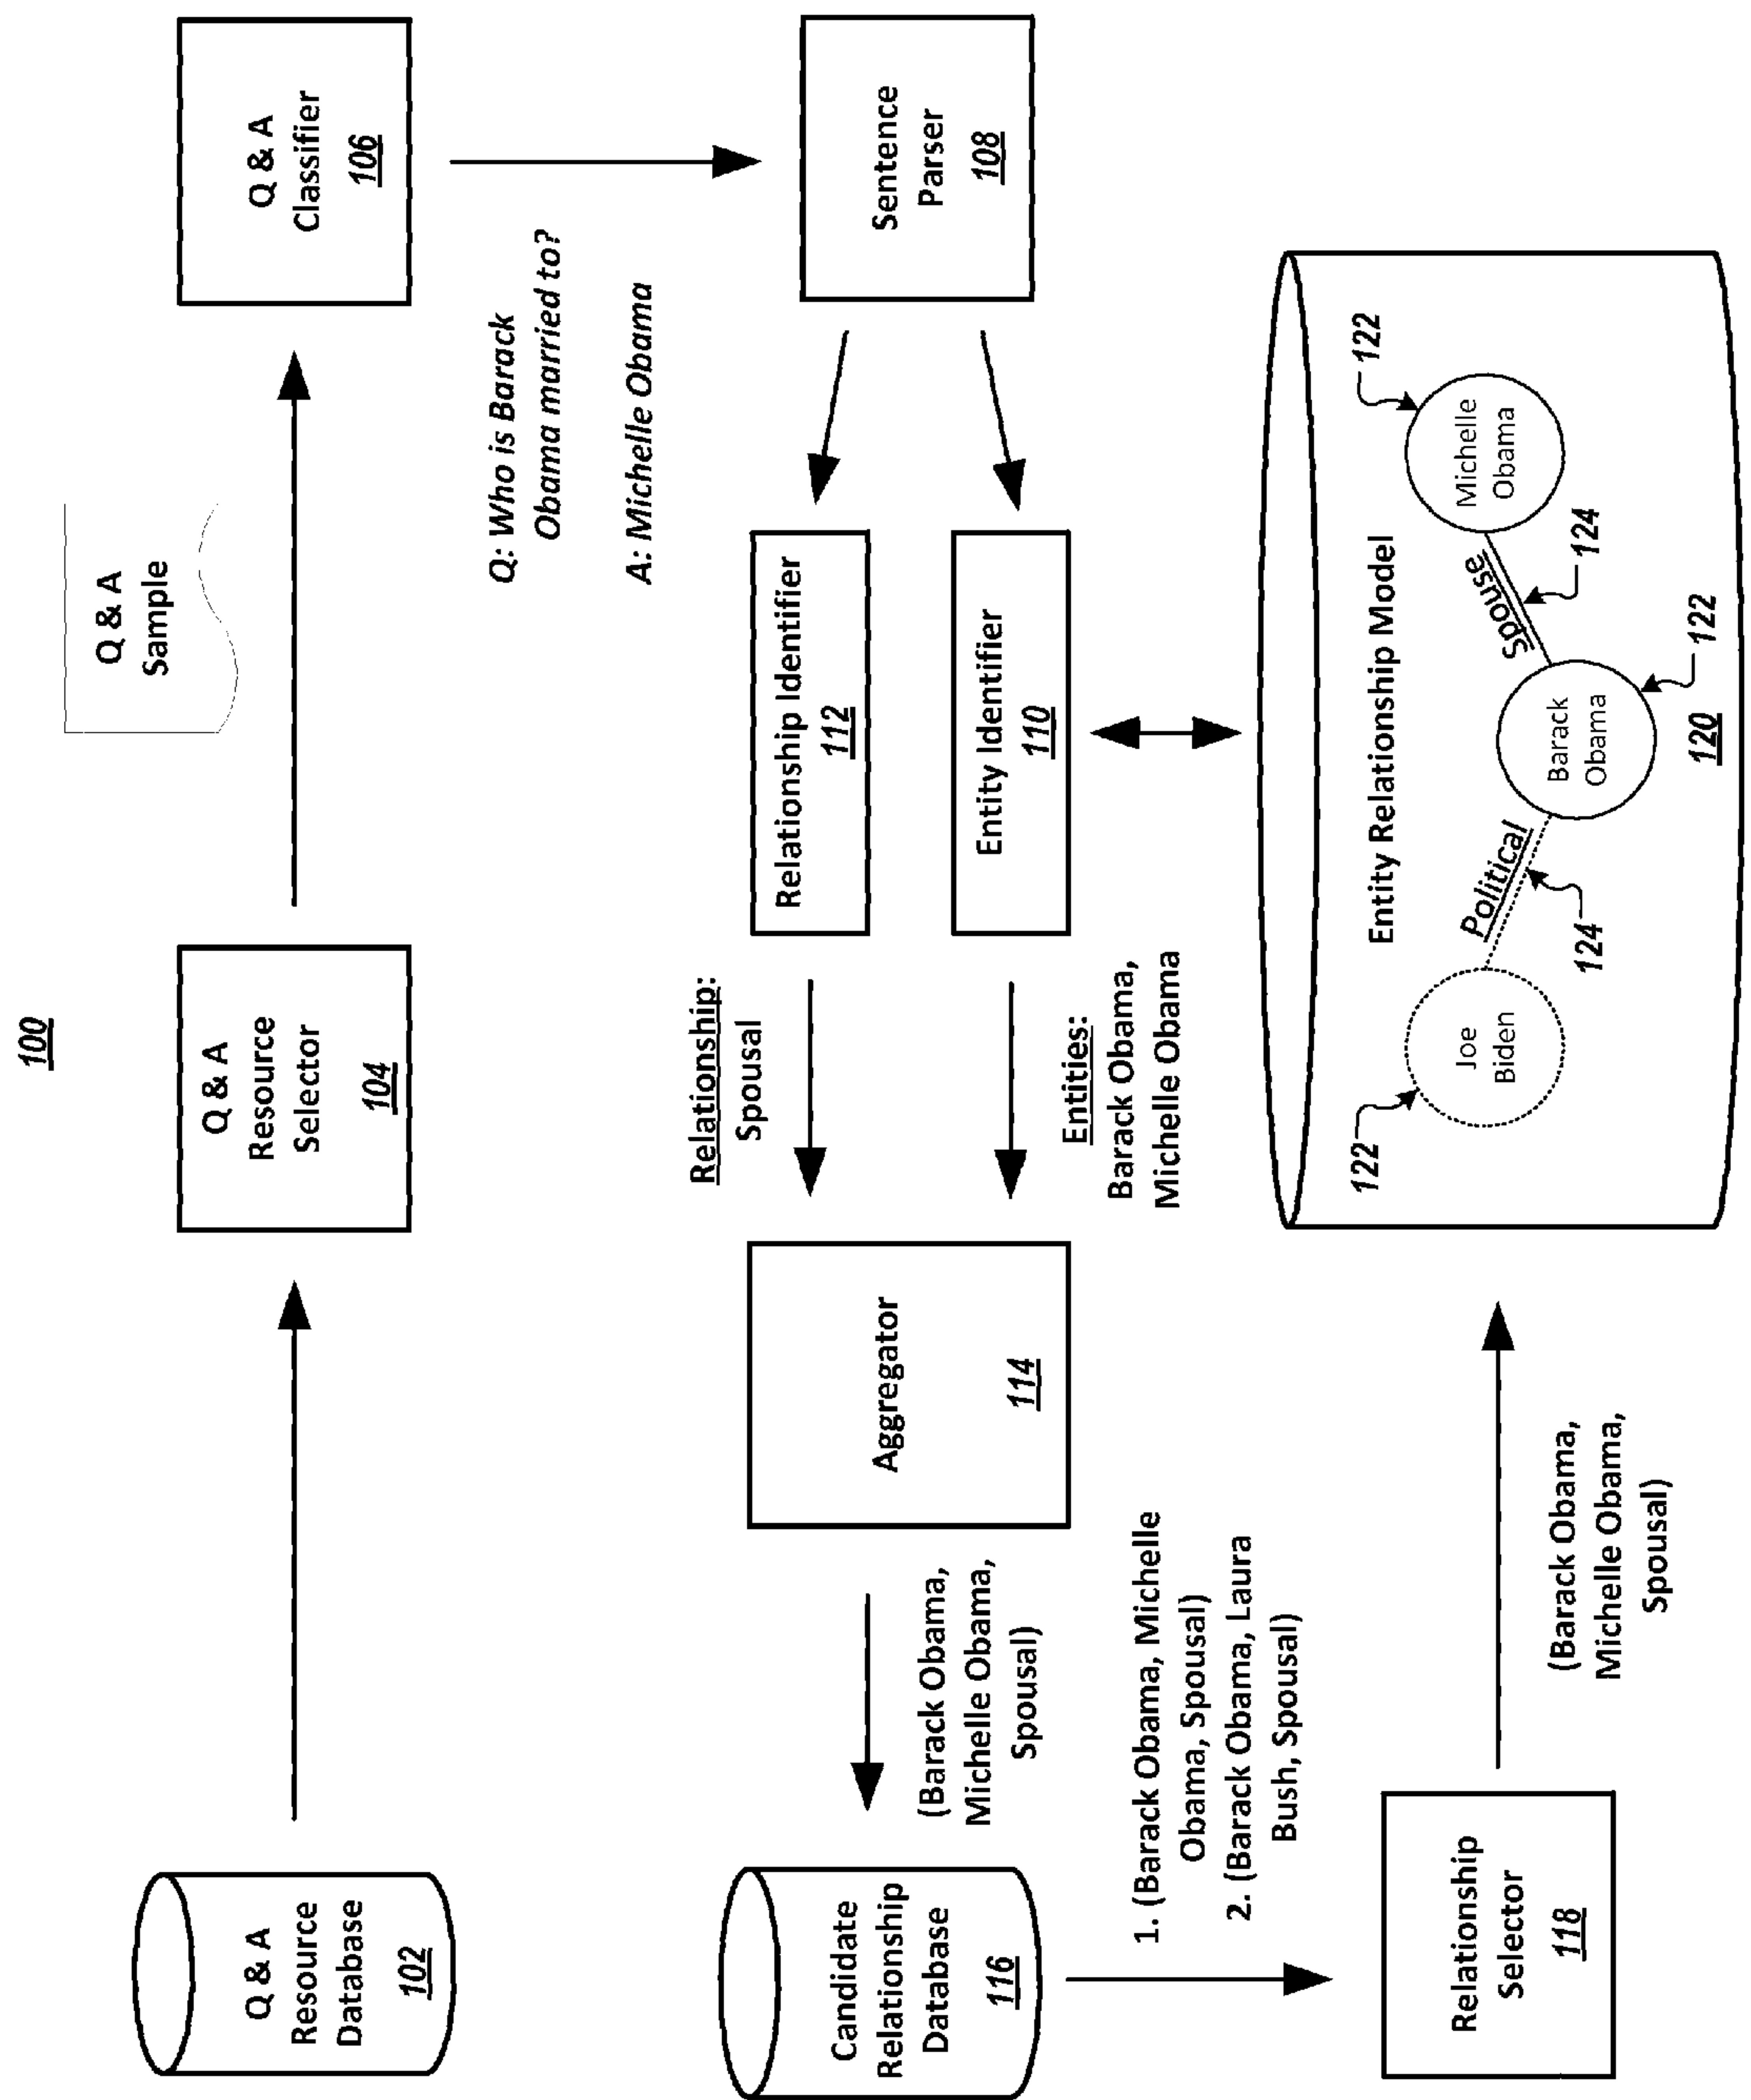 100
Q & A
Resource
Database
102
Q & A
Resource
Selector
104
Q & A
Sample
Q & A
Classifier
106
Q: Who is Barack
Obama married to?
A: Michelle Obama
Sentence
Parser
108
Relationship Identifier
112
Entity Identifier
110
Relationship:
Spousal
Entities:
Barack Obama,
Michelle Obama
Aggregator
114
(Barack Obama,
Michelle Obama,
Spousal)
Candidate
Relationship
Database
116
1. (Barack Obama, Michelle
Obama, Spousal)
2. (Barack Obama, Laura
Bush, Spousal)
Relationship
Selector
118
(Barack Obama,
Michelle Obama,
Spousal)
Entity Relationship Model
122
Joe
Biden
Political
124
Barack
Obama
122
Spouse
124
Michelle
Obama
122
120